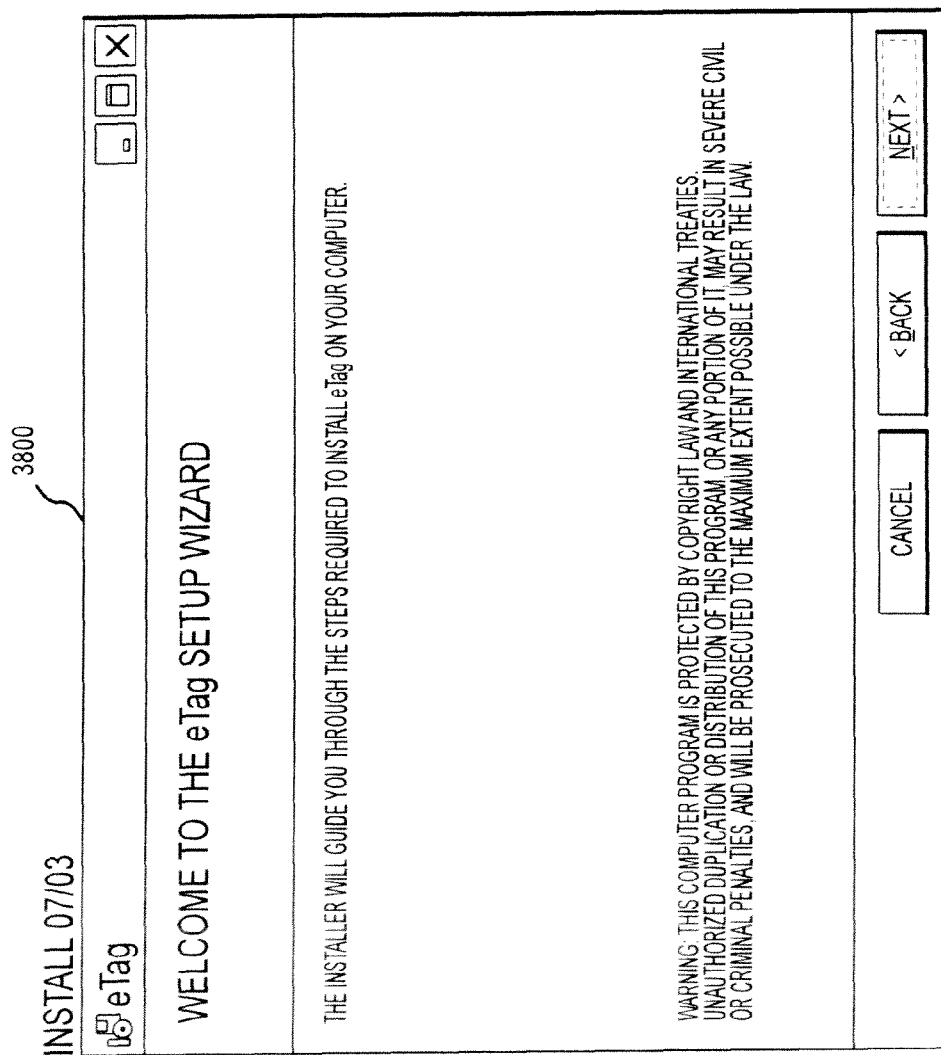 INSTALL 07/03
3800
eTag
WELCOME TO THE eTag SETUP WIZARD
THE INSTALLER WILL GUIDE YOU THROUGH THE STEPS REQUIRED TO INSTALL eTag ON YOUR COMPUTER.
WARNING: THIS COMPUTER PROGRAM IS PROTECTED BY COPYRIGHT LAW AND INTERNATIONAL TREATIES.
UNAUTHORIZED DUPLICATION OR DISTRIBUTION OF THIS PROGRAM, OR ANY PORTION OF IT, MAY RESULT IN SEVERE CIVIL
OR CRIMINAL PENALTIES, AND WILL BE PROSECUTED TO THE MAXIMUM EXTENT POSSIBLE UNDER THE LAW.
CANCEL
< BACK
NEXT >